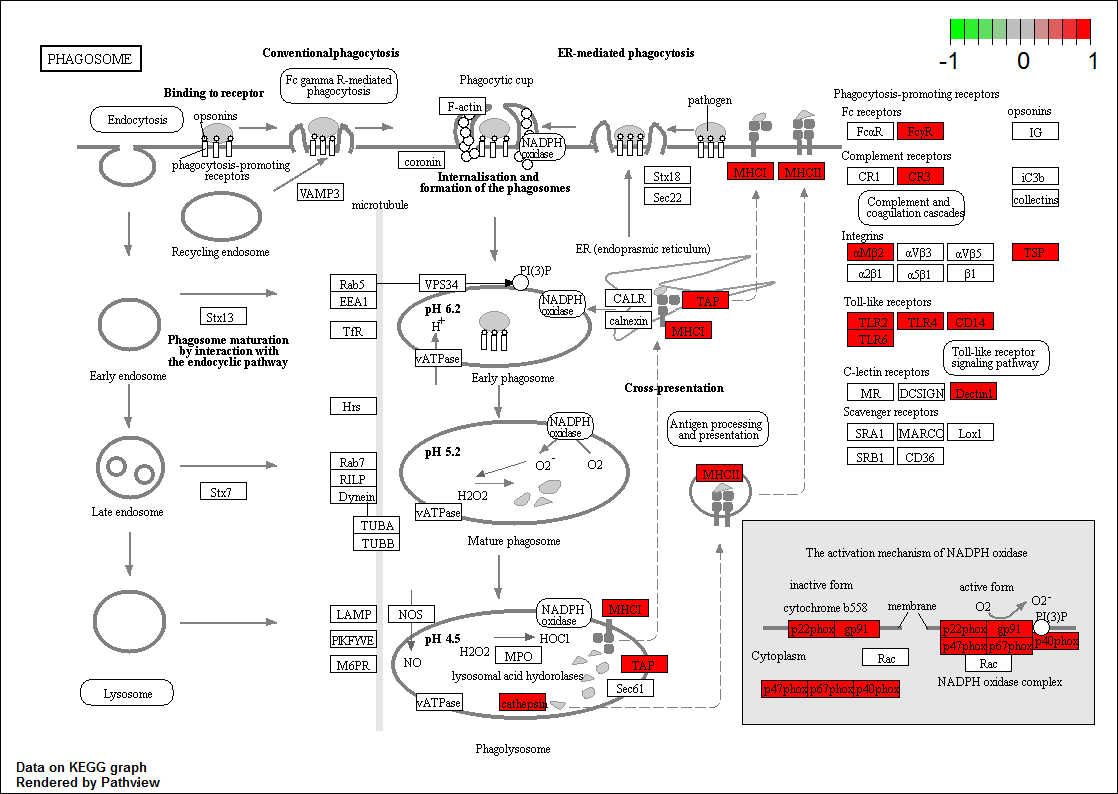 PHAGOSOME
Conventionalphagocytosis
ER-mediated phagocytosis
-1
0
1
Fc gamma R-mediated
phagocytosis
Phagocytic cup
Binding to receptor
Endocytosis
opsonins
F-actin
pathogen
Phagocytosis-promoting receptors
Fc receptors
opsonins
FcαR
FcγR
IG
NADPH
oxidase
coronin
phagocytosis-promoting
receptors
Complement receptors
CR1
CR3
iC3b
collectins
MHCI
MHCII
Stx18
Sec22
Internalisation and
formation of the phagosomes
VAMP3
microtubule
Complement and
coagulation cascades
Recycling endosome
ER (endoprasmic reticulum)
Integrins
αMβ2
αVβ3
αVβ5
TSP
α2β1
α5β1
β1
PI(3)P
Rab5
VPS34
EEA1
NADPH
oxidase
CALR
TAP
calnexin
MHCI
pH 6.2
H+
TfR
vATPase
Stx13
Phagosome maturation
by interaction with
the endocyclic pathway
Toll-like receptors
TLR2
TLR4
CD14
TLR6
Toll-like receptor
signaling pathway
Early endosome
Early phagosome
Cross-presentation
C-lectin receptors
MR
DCSIGN
Dectin1
Scavenger receptors
SRA1
MARCO
Lox1
SRB1
CD36
Hrs
NADPH
oxidase
Antigen processing
and presentation
pH 5.2
O2-
O2
H2O2
MHCII
Rab7
RILP
Dynein
Stx7
vATPase
Late endosome
TUBA
TUBB
Mature phagosome
The activation mechanism of NADPH oxidase
inactive form
active form
cytochrome b558
membrane
O2
O2-
PI(3)P
p22phox
gp91
p22phox
gp91
p47phox
p67phox
p40phox
Cytoplasm
Rac
Rac
p47phox
p67phox
p40phox
NADPH oxidase complex
LAMP
NOS
NADPH
oxidase
MHCI
PIKFYVE
pH 4.5
HOCl
H2O2
MPO
M6PR
NO
TAP
lysosomal acid hydorolases
Sec61
vATPase
cathepsin
Lysosome
Phagolysosome
Data on KEGG graph
Rendered by Pathview